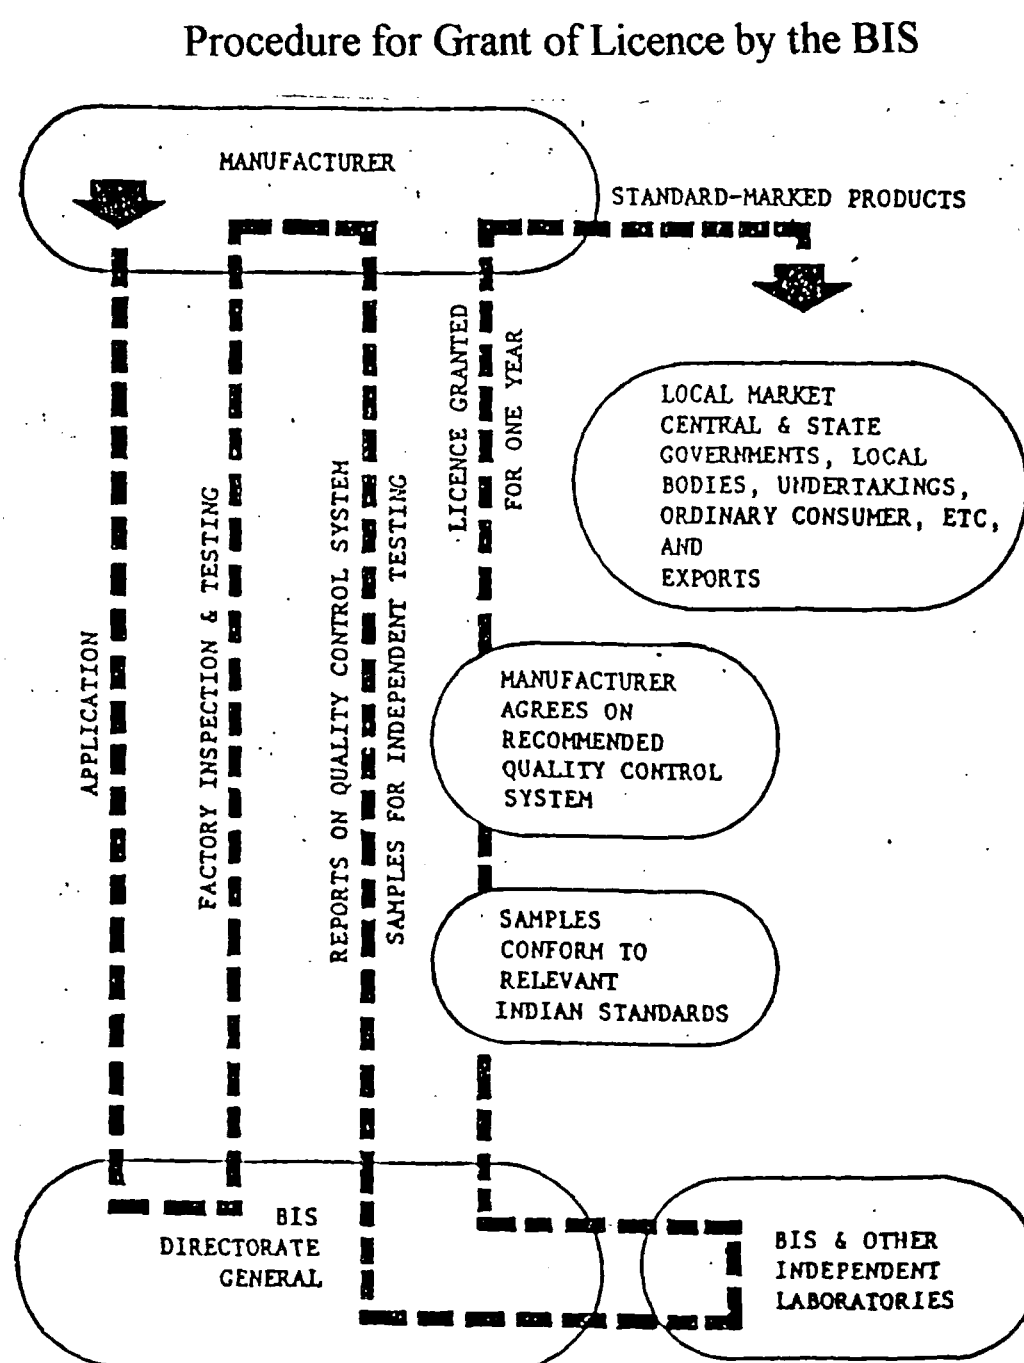 Procedure for Grant of Licence by the BIS
MANUFACTURER
STANDARD-MARKED PRODUCTS
APPLICATION
FACTORY INSPECTION & TESTING
REPORTS ON QUALITY CONTROL SYSTEM
SAMPLES FOR INDEPENDENT TESTING
LICENCE GRANTED
FOR ONE YEAR
LOCAL MARKET
CENTRAL & STATE
GOVERNMENTS, LOCAL
BODIES, UNDERTAKINGS,
ORDINARY CONSUMER, ETC,
AND
EXPORTS
MANUFACTURER
AGREES ON
RECOMMENDED
QUALITY CONTROL
SYSTEM
SAMPLES
CONFORM TO
RELEVANT
INDIAN STANDARDS
BIS
DIRECTORATE
GENERAL
BIS & OTHER
INDEPENDENT
LABORATORIES